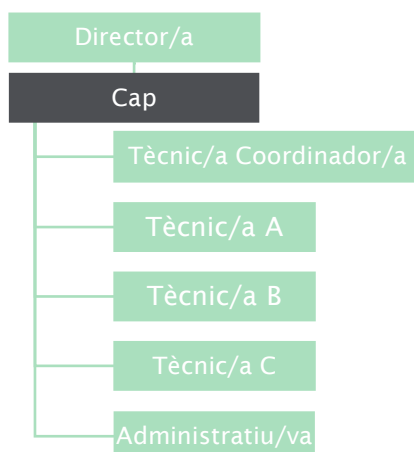 Director/a
Cap
Tècnic/a Coordinador/a
Tècnic/a A
Tècnic/a B
Tècnic/a C
Administratiu/va